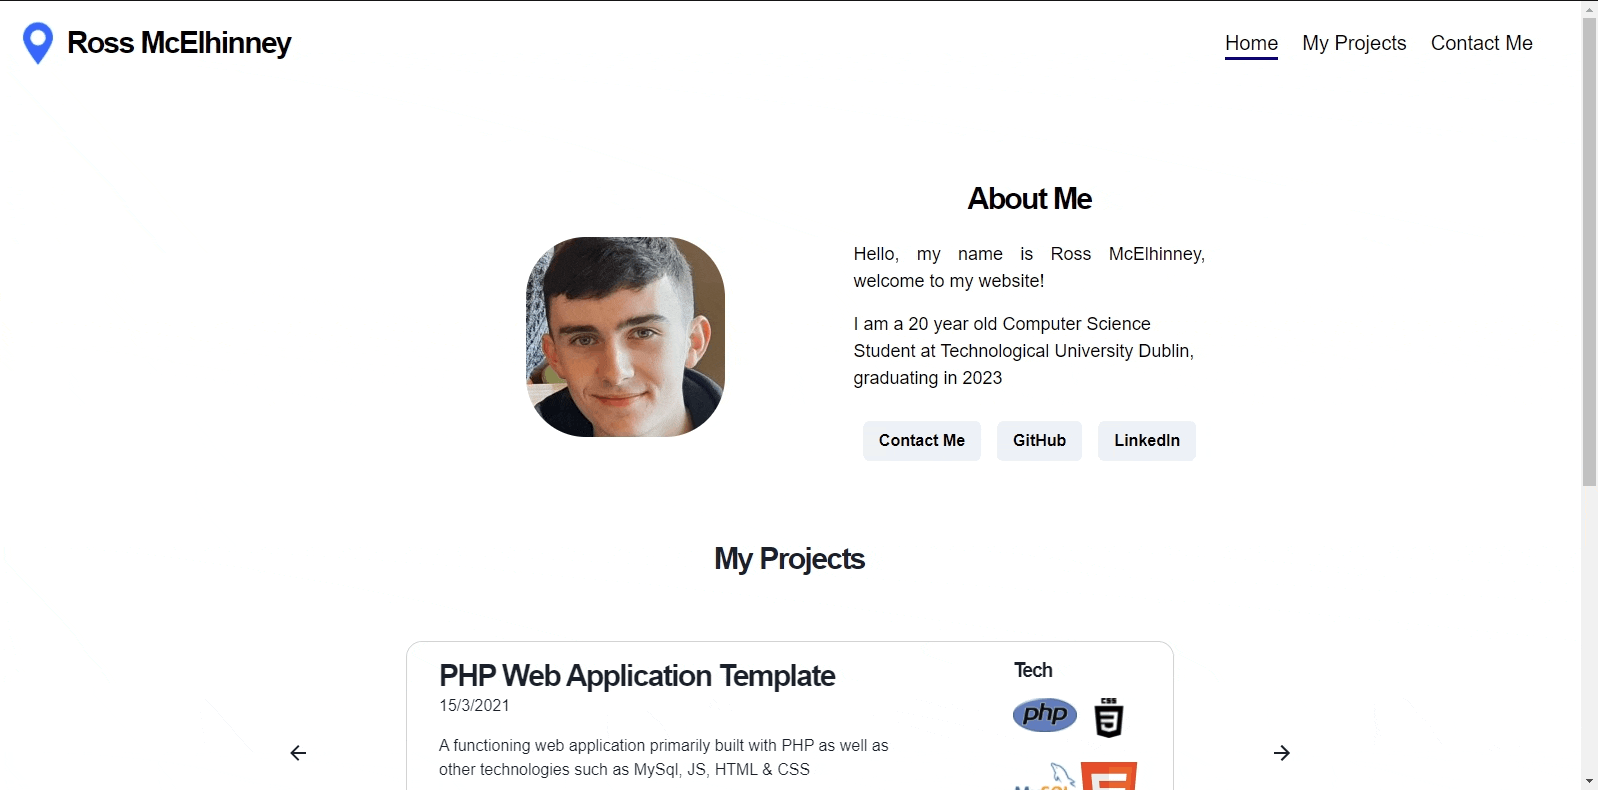 Ross McElhinney
Home My Projects Contact Me
About Me
Hello, my name is Ross McElhinney,
welcome to my website!
I am a 20 year old Computer Science
Student at Technological University Dublin,
graduating in 2023
Contact Me GitHub LinkedIn
My Projects
PHP Web Application Template
15/3/2021
A functioning web application primarily built with PHP as well as
other technologies such as MySql, JS, HTML & CSS
Tech
php
CSS
3
MySQL